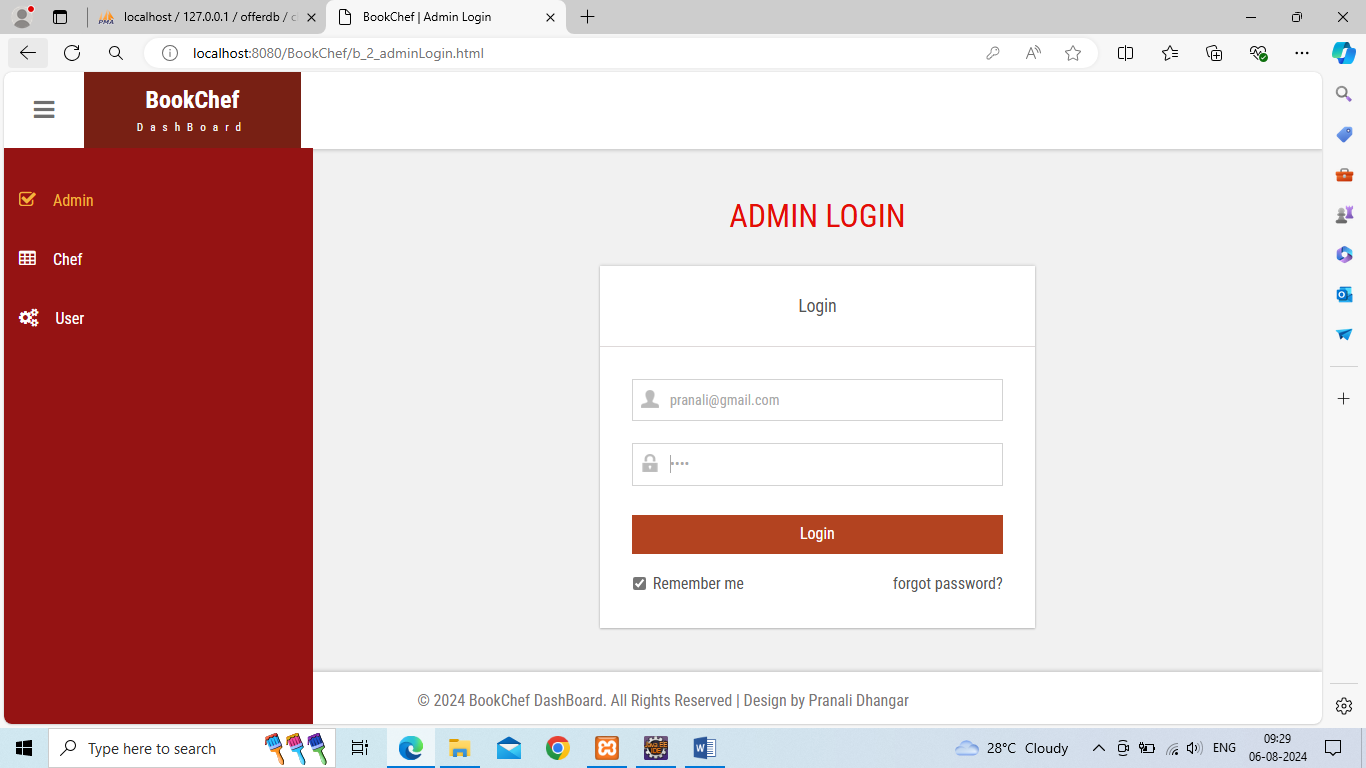 localhost / 127.0.0.1 / offerdb / c
BookChef | Admin Login
localhost:8080/BookChef/b_2_adminLogin.html
BookChef
DashBoard
Admin
Chef
User
ADMIN LOGIN
Login
pranali@gmail.com
••••
Login
Remember me
forgot password?
© 2024 BookChef DashBoard. All Rights Reserved | Design by Pranali Dhangar
Type here to search
28°C Cloudy
ENG
09:29
06-08-2024